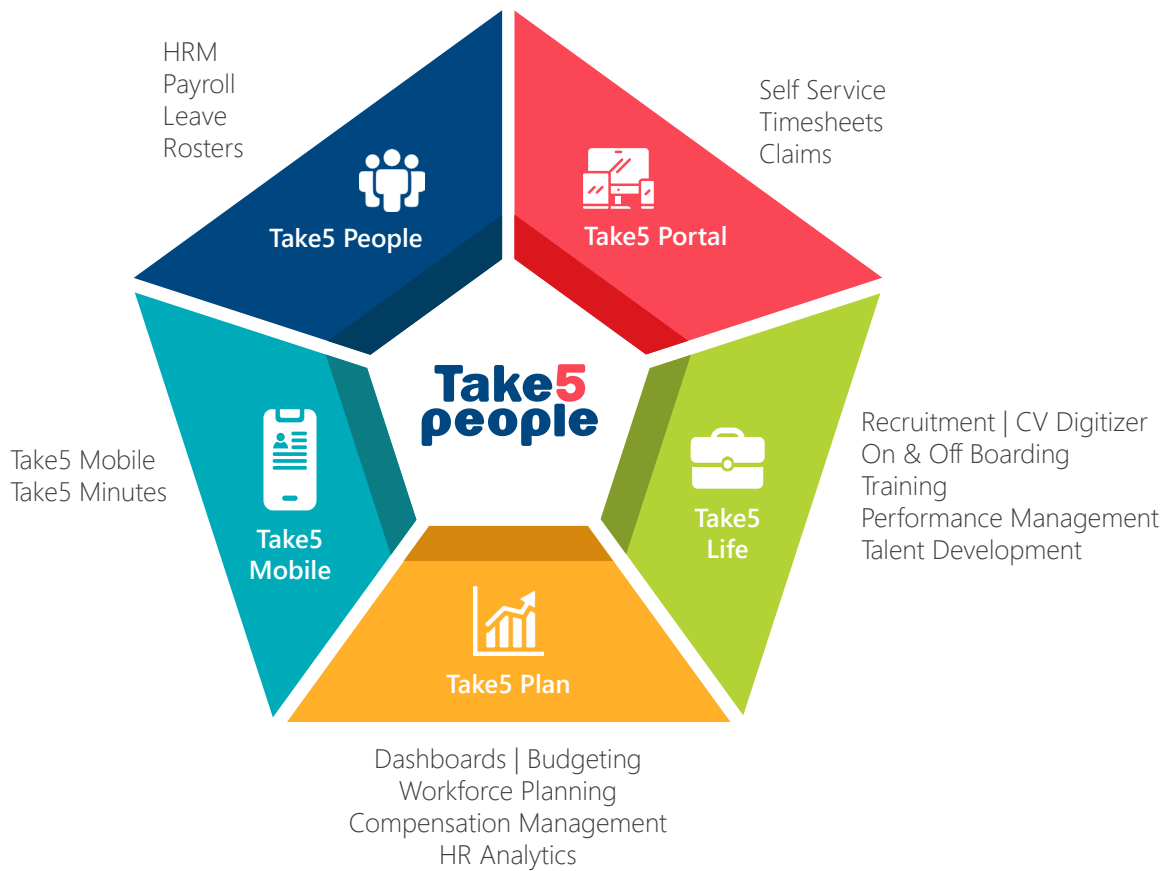 HRM
Payroll
Leave
Rosters
Take5 People
Self Service
Timesheets
Claims
Take5 Portal
Take5
people
Take5 Mobile
Take5 Minutes
Take5
Mobile
Recruitment | CV Digitizer
On & Off Boarding
Training
Performance Management
Talent Development
Take5
Life
Take5 Plan
Dashboards | Budgeting
Workforce Planning
Compensation Management
HR Analytics